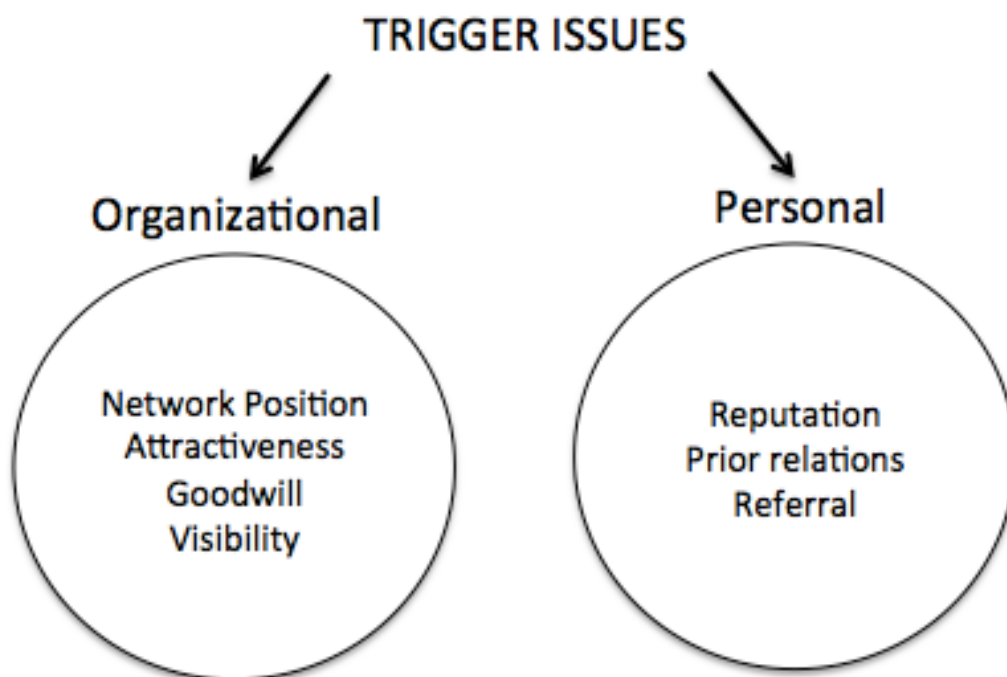 TRIGGER ISSUES
Organizational
Network Position
Attractiveness
Goodwill
Visibility
Personal
Reputation
Prior relations
Referral